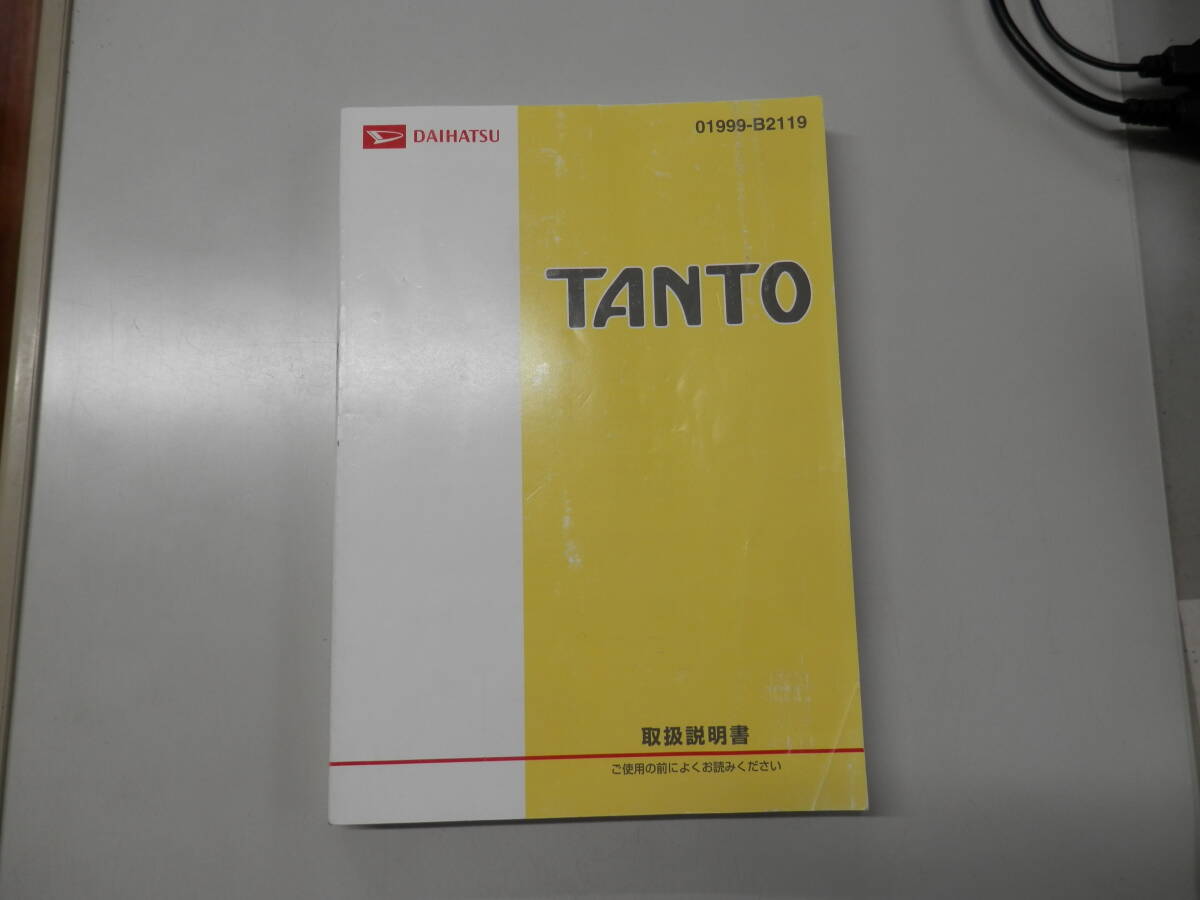 DAIHATSU
01999-B2119
TANTO
取扱説明書
ご使用の前によくお読みください